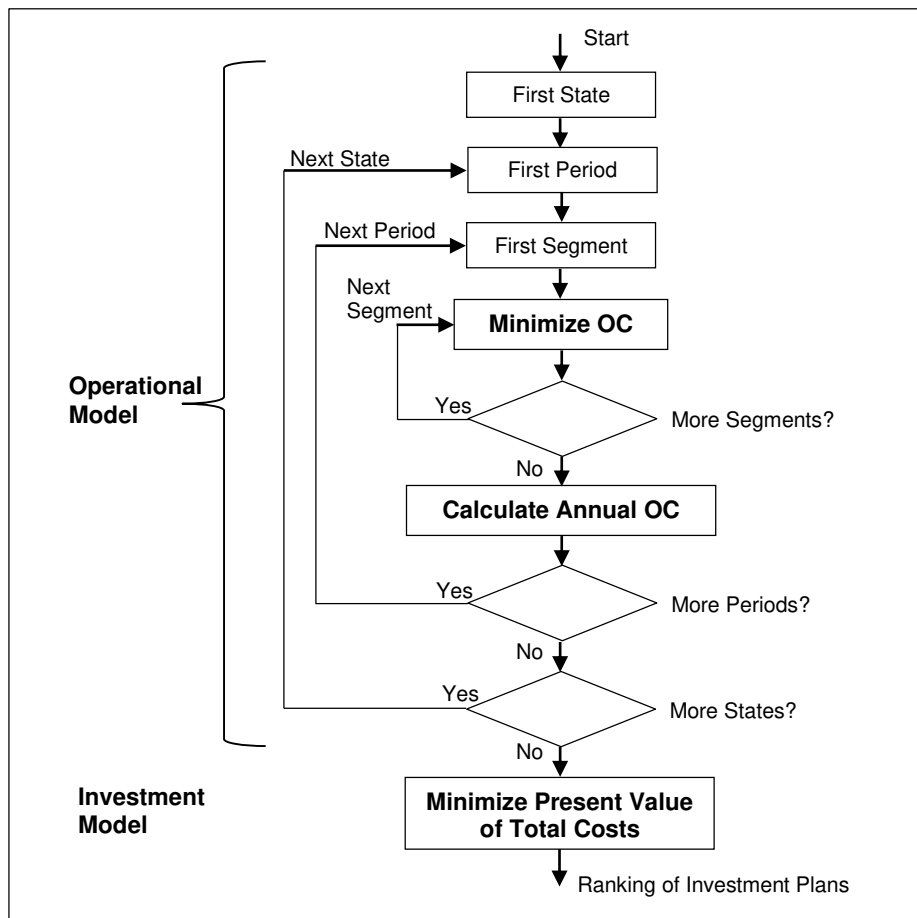 Start
First State
Next State
First Period
Next Period
First Segment
Next
Segment
Minimize OC
Operational
Model
Yes
More Segments?
No
Calculate Annual OC
Yes
More Periods?
No
Yes
More States?
No
Investment
Model
Minimize Present Value
of Total Costs
Ranking of Investment Plans